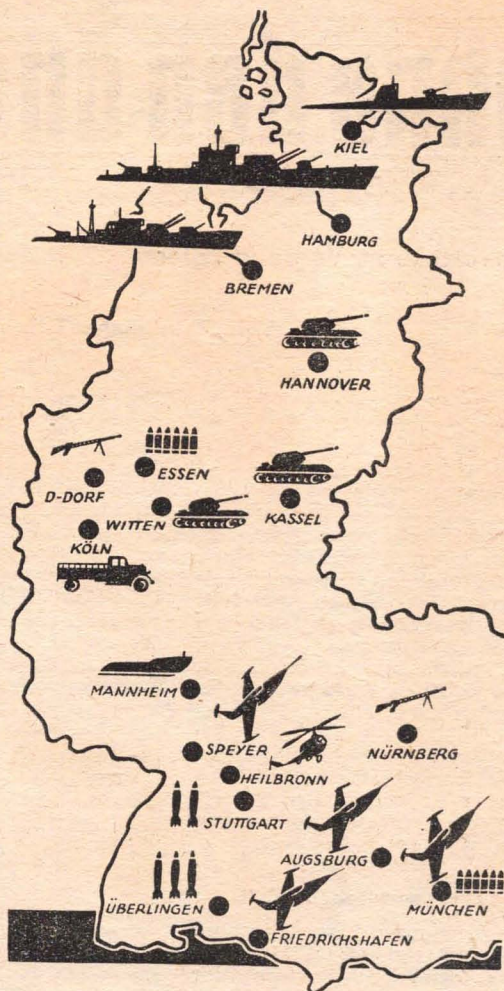 KIEL
HAMBURG
BREMEN
HANNOVER
ESSEN
D-DORF
WITTEN
KASSEL
KÖLN
MANNHEIM
SPEYER
NÜRNBERG
HEILBRONN
STUTTGART
AUGSBURG
ÜBERLINGEN
MÜNCHEN
FRIEDRICHSHAFEN